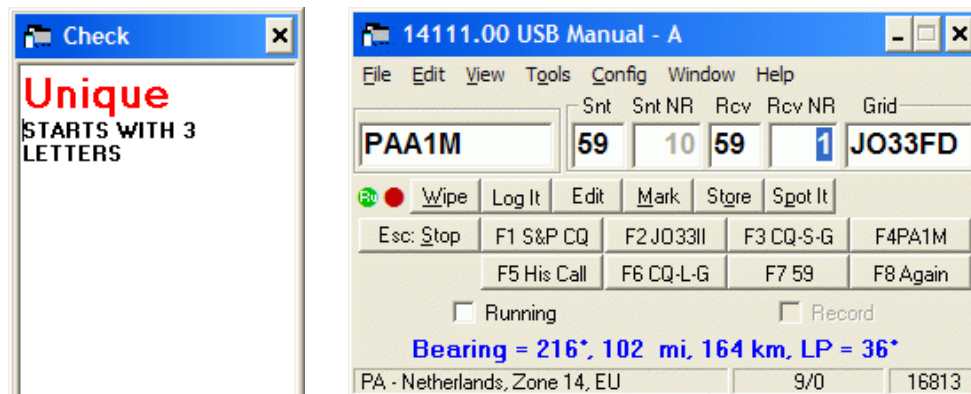 Check
Unique
STARTS WITH 3
LETTERS
14111.00 USB Manual - A
File Edit View Tools Config Window Help
Snt Snt NR Rcv Rcv NR Grid
PAA1M 59 10 59 1 JO33FD
Ru Wipe Log It Edit Mark Store Spot It
Esc: Stop F1 S&P CQ F2 JO33II F3 CQ-S-G F4PA1M
F5 His Call F6 CQ-L-G F7 59 F8 Again
Running Record
Bearing = 216°, 102 mi, 164 km, LP = 36°
PA - Netherlands, Zone 14, EU 9/0 16813